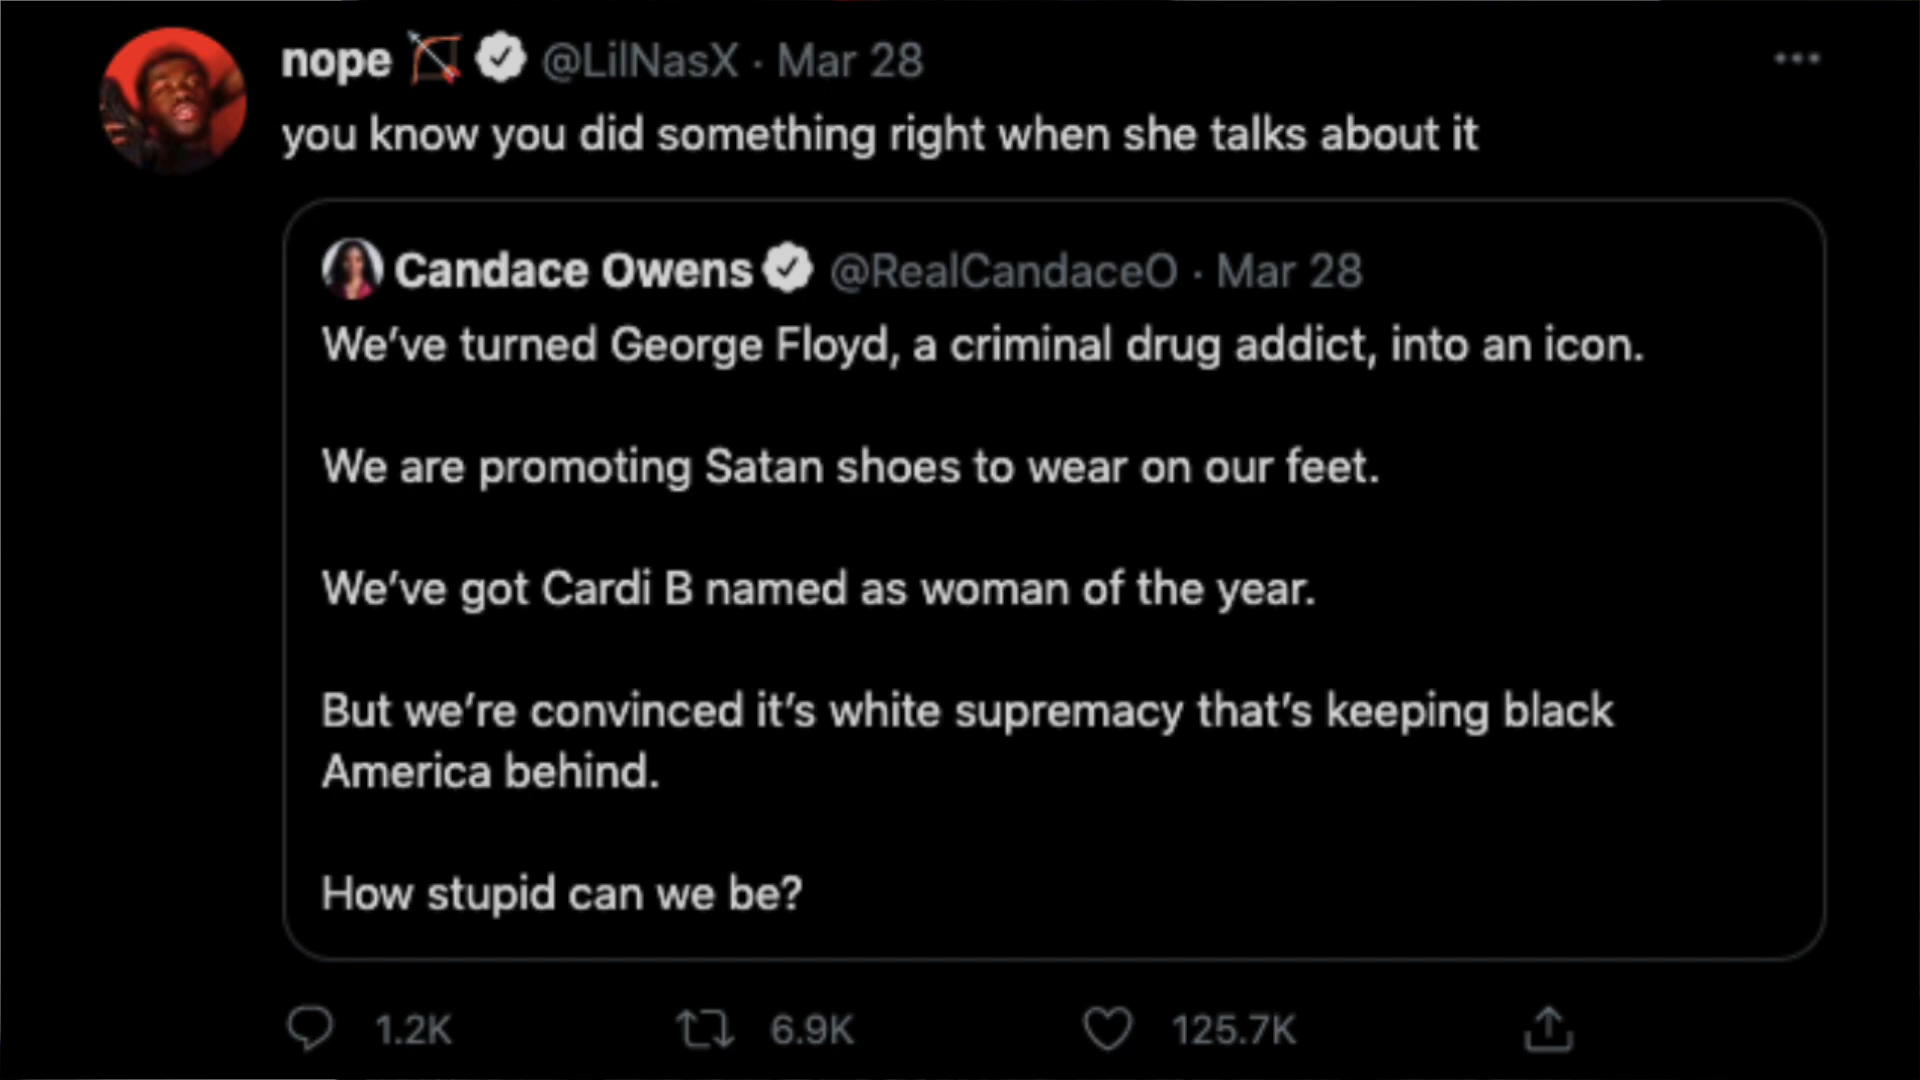 nope 🏹 @LilNasX · Mar 28
you know you did something right when she talks about it
Candace Owens @RealCandaceO · Mar 28
We’ve turned George Floyd, a criminal drug addict, into an icon.
We are promoting Satan shoes to wear on our feet.
We’ve got Cardi B named as woman of the year.
But we’re convinced it’s white supremacy that’s keeping black
America behind.
How stupid can we be?
1.2K 6.9K 125.7K